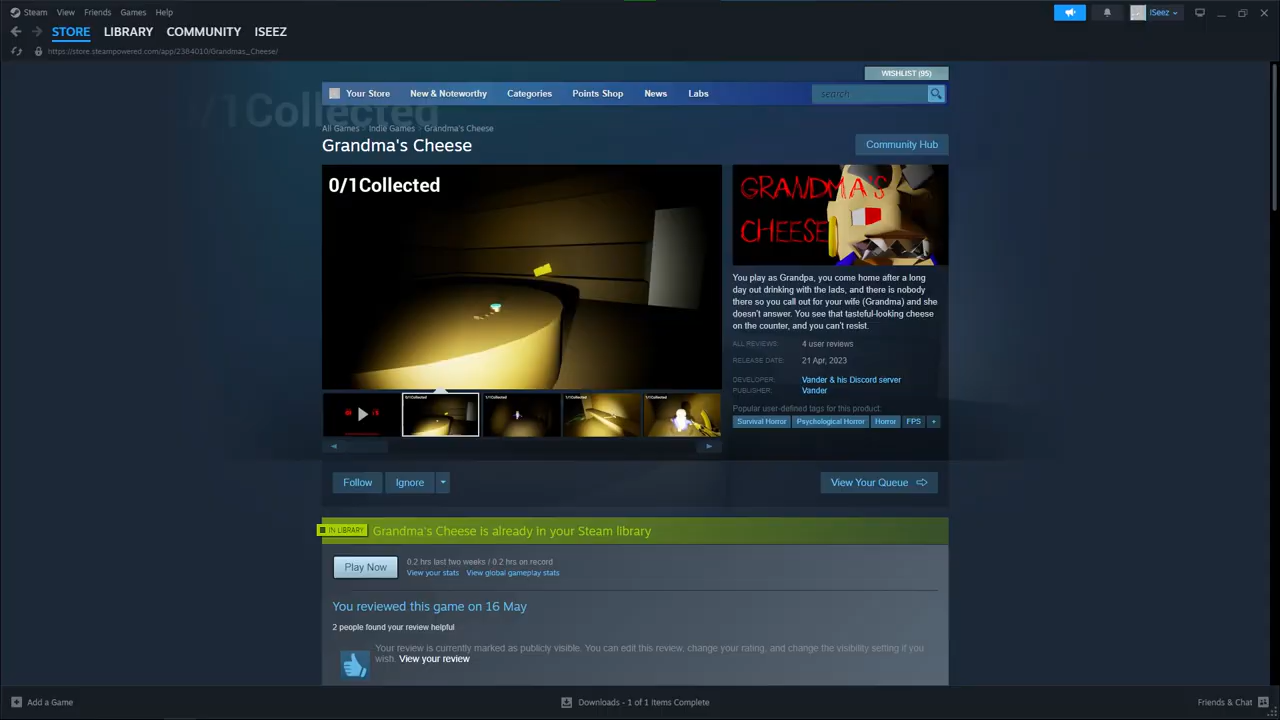 Steam View Friends Games Help
ISeez
STORE LIBRARY COMMUNITY ISEEZ
https://store.steampowered.com/app/2384010/Grandmas_Cheese/
WISHLIST (95)
Your Store New & Noteworthy Categories Points Shop News Labs
search
/1Collected
All Games > Indie Games > Grandma's Cheese
Grandma's Cheese
Community Hub
0/1Collected
GRANDMA'S
CHEESE
You play as Grandpa, you come home after a long
day out drinking with the lads, and there is nobody
there so you call out for your wife (Grandma) and she
doesn't answer. You see that tasteful-looking cheese
on the counter, and you can't resist.
ALL REVIEWS: 4 user reviews
RELEASE DATE: 21 Apr, 2023
DEVELOPER: Vander & his Discord server
PUBLISHER: Vander
Popular user-defined tags for this product:
Survival Horror Psychological Horror Horror FPS +
0/1Collected 1/1Collected 1/1Collected 1/1Collected
Follow Ignore View Your Queue
IN LIBRARY Grandma's Cheese is already in your Steam library
Play Now
0.2 hrs last two weeks / 0.2 hrs on record
View your stats View global gameplay stats
You reviewed this game on 16 May
2 people found your review helpful
Your review is currently marked as publicly visible. You can edit this review, change your rating, and change the visibility setting if you
wish. View your review
Add a Game Downloads - 1 of 1 Items Complete Friends & Chat